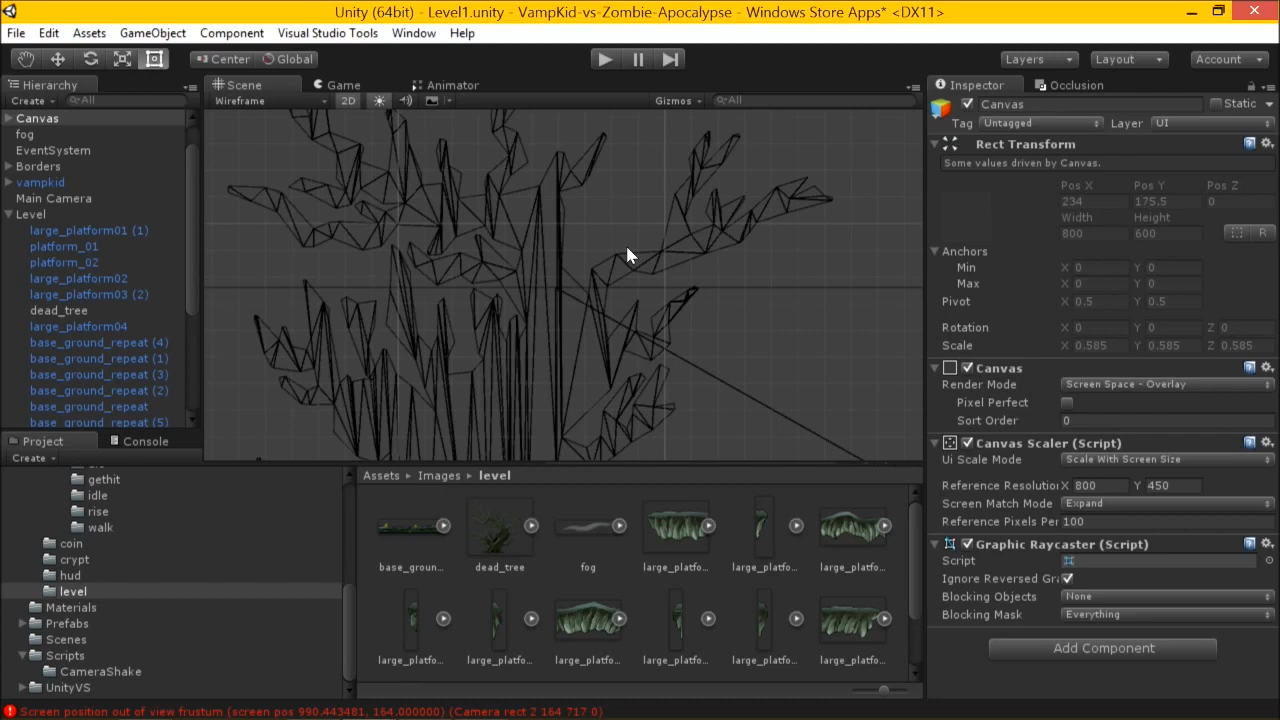 Unity (64bit) - Level1.unity - VampKid-vs-Zombie-Apocalypse - Windows Store Apps* <DX11>
File Edit Assets GameObject Component Visual Studio Tools Window Help
Center Global Layers Layout Account
Hierarchy
Create All
Canvas
fog
EventSystem
Borders
vampkid
Main Camera
Level
large_platform01 (1)
platform_01
platform_02
large_platform02
large_platform03 (2)
dead_tree
large_platform04
base_ground_repeat (4)
base_ground_repeat (1)
base_ground_repeat (3)
base_ground_repeat (2)
base_ground_repeat
base_ground_repeat (5)
Scene Game Animator
Wireframe 2D Gizmos All
Project Console
Create
gethit
idle
rise
walk
coin
crypt
hud
level
Materials
Prefabs
Scenes
Scripts
CameraShake
UnityVS
Assets Images level
base_groun... dead_tree fog large_platfo... large_platfo... large_platfo...
large_platfo... large_platfo... large_platfo... large_platfo... large_platfo... large_platfo...
Inspector Occlusion
Canvas Static
Tag Untagged Layer UI
Rect Transform
Some values driven by Canvas.
Pos X Pos Y Pos Z
234 175.5 0
Width Height
800 600 R
Anchors
Min X 0 Y 0
Max X 0 Y 0
Pivot X 0.5 Y 0.5
Rotation X 0 Y 0 Z 0
Scale X 0.585 Y 0.585 Z 0.585
Canvas
Render Mode Screen Space - Overlay
Pixel Perfect
Sort Order 0
Canvas Scaler (Script)
Ui Scale Mode Scale With Screen Size
Reference Resolution X 800 Y 450
Screen Match Mode Expand
Reference Pixels Per 100
Graphic Raycaster (Script)
Script
Ignore Reversed Gra
Blocking Objects None
Blocking Mask Everything
Add Component
Screen position out of view frustum (screen pos 990.443481, 164.000000) (Camera rect 2 164 717 0)